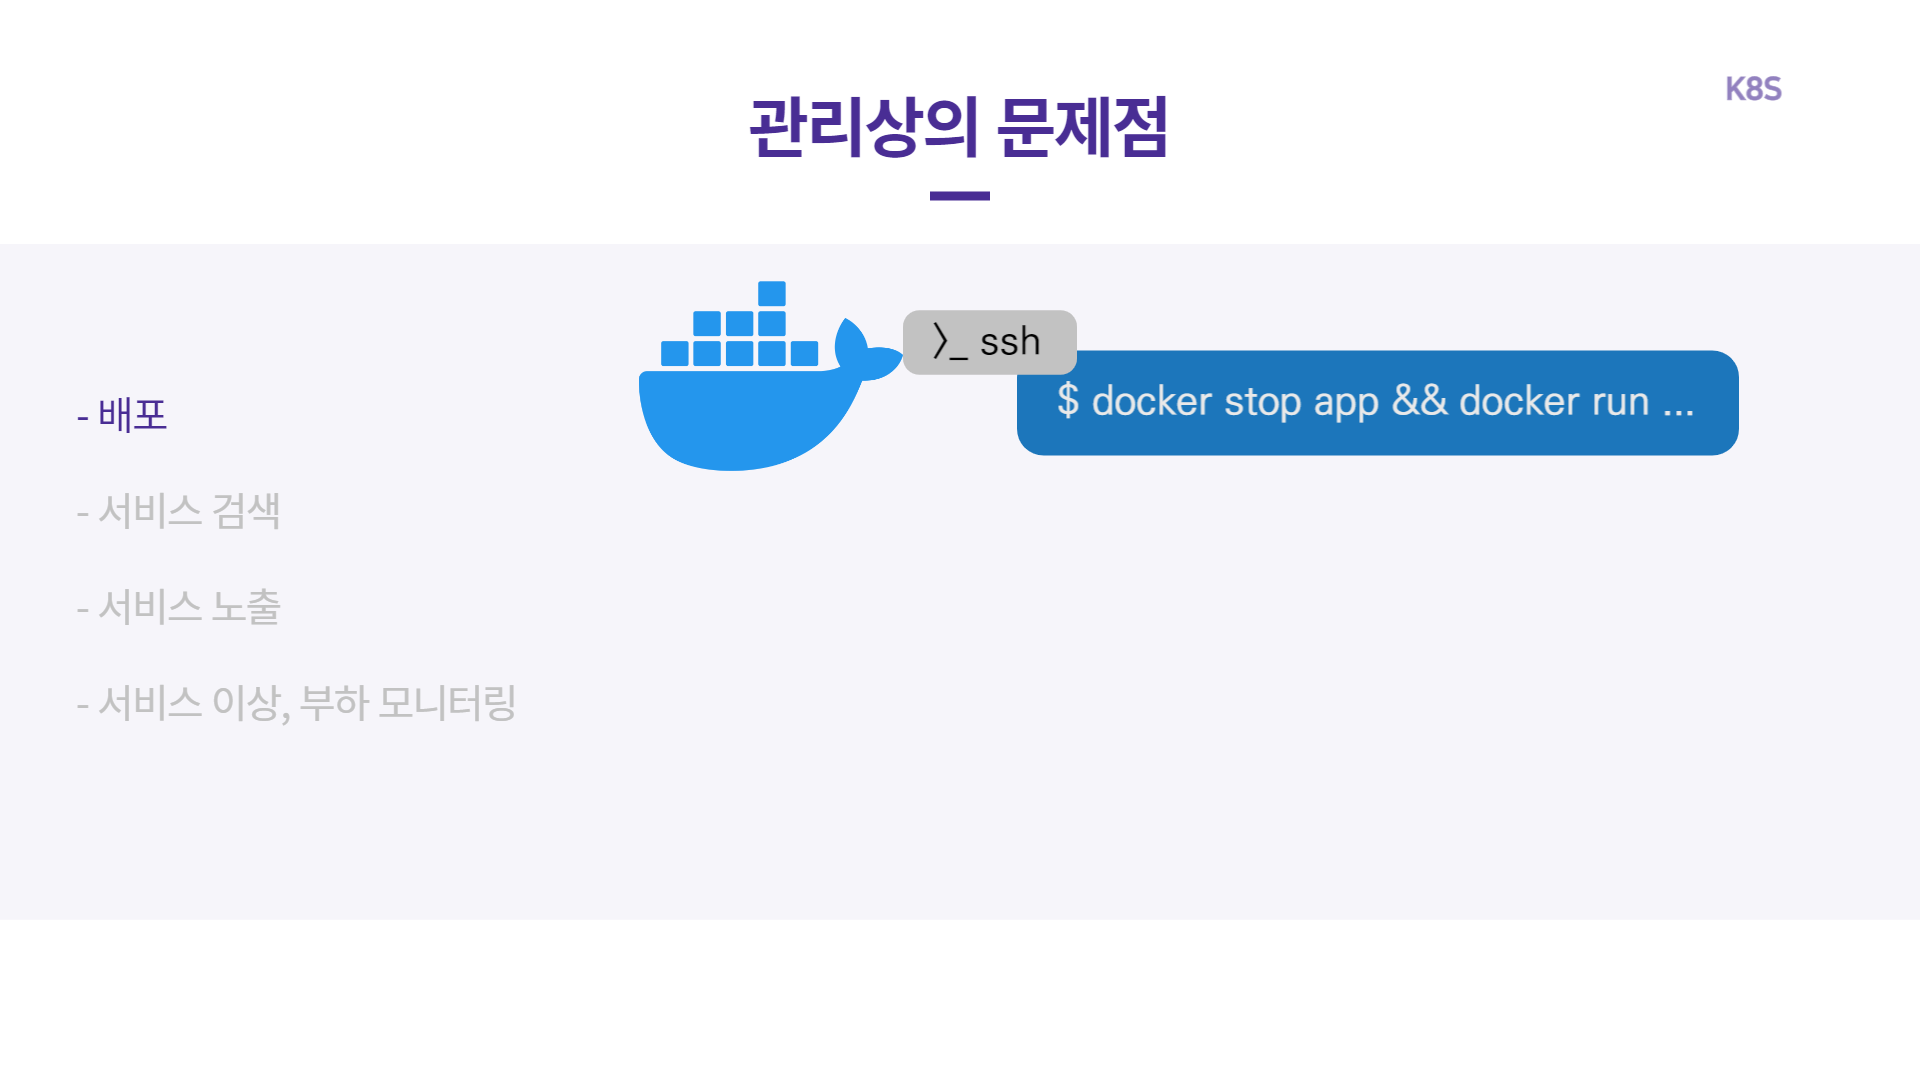 K8S
관리상의 문제점
〉_ ssh
$ docker stop app && docker run ...
- 배포
- 서비스 검색
- 서비스 노출
- 서비스 이상, 부하 모니터링